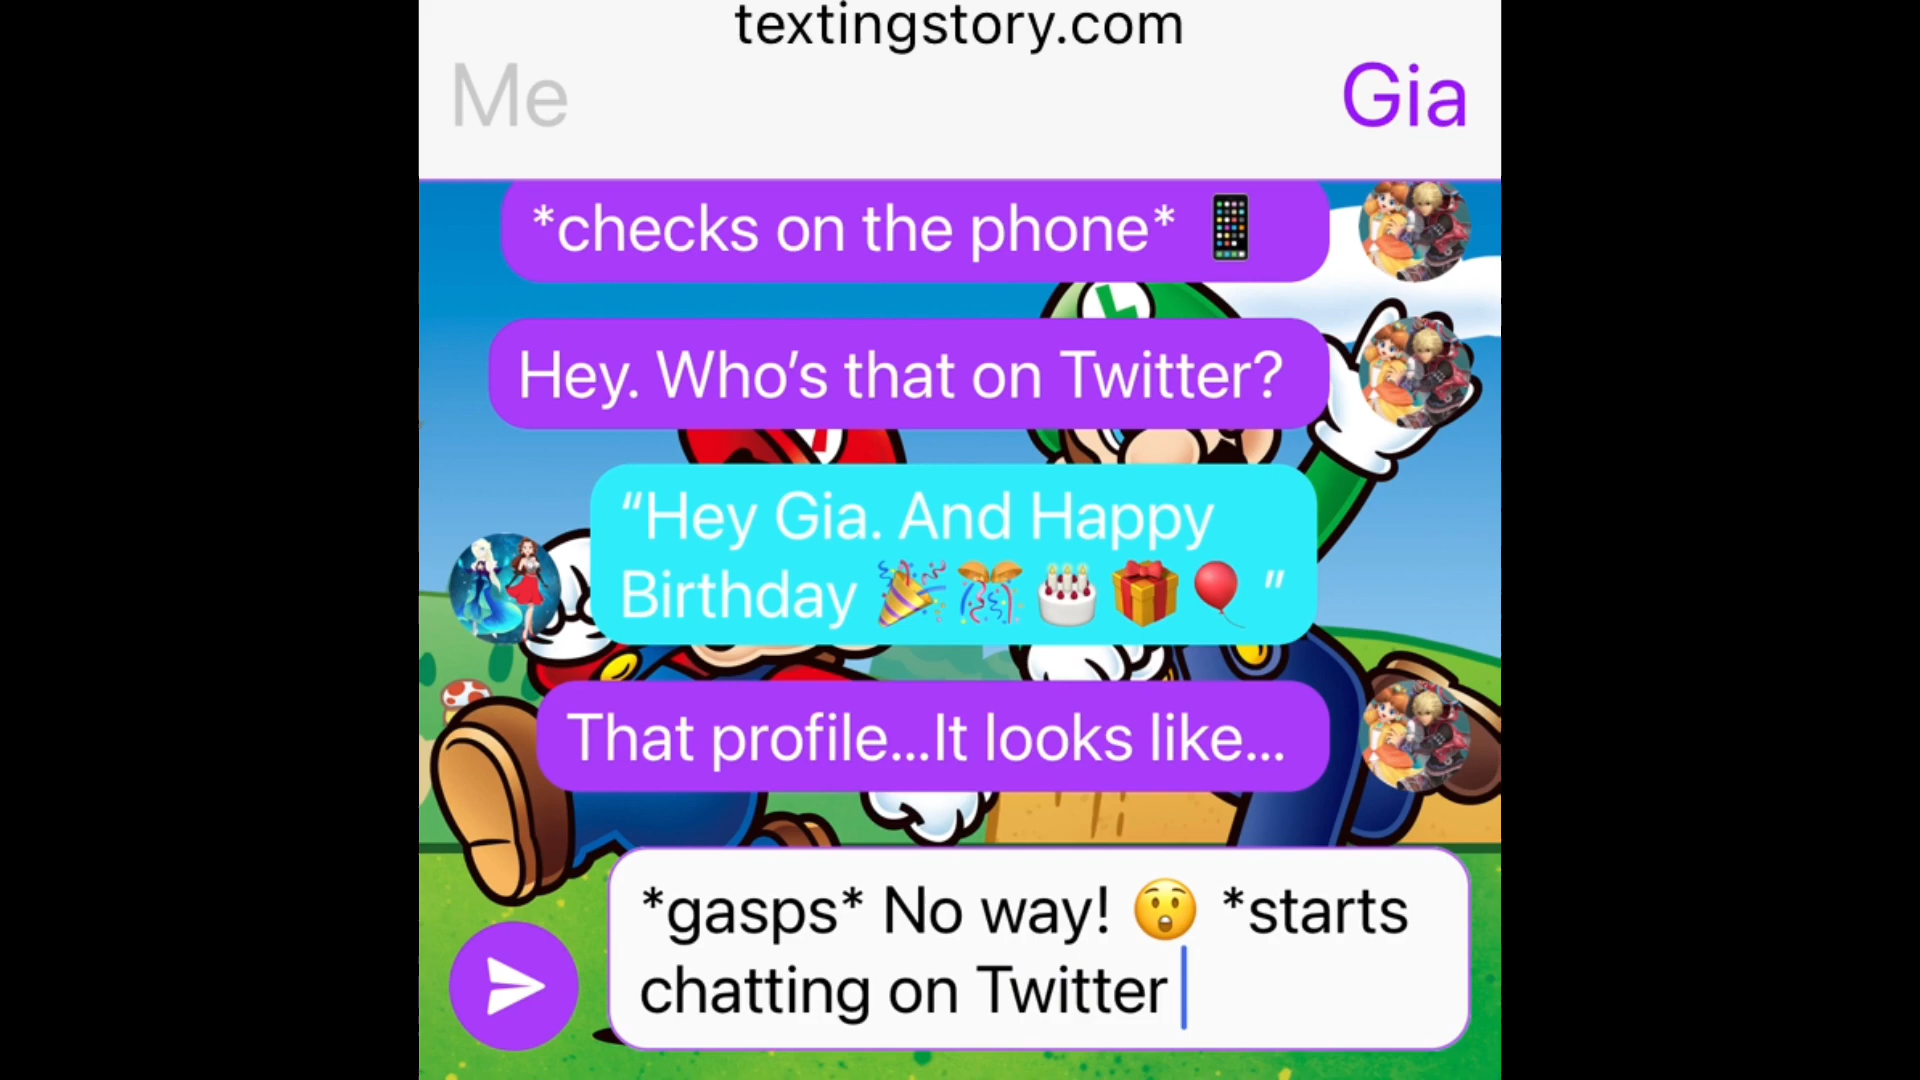 textingstory.com
Me
Gia
*checks on the phone* 📱
L
Hey. Who’s that on Twitter?
“Hey Gia. And Happy
Birthday 🎉🎊🎂🎁🎈 ”
That profile...It looks like...
*gasps* No way! 😲 *starts
chatting on Twitter